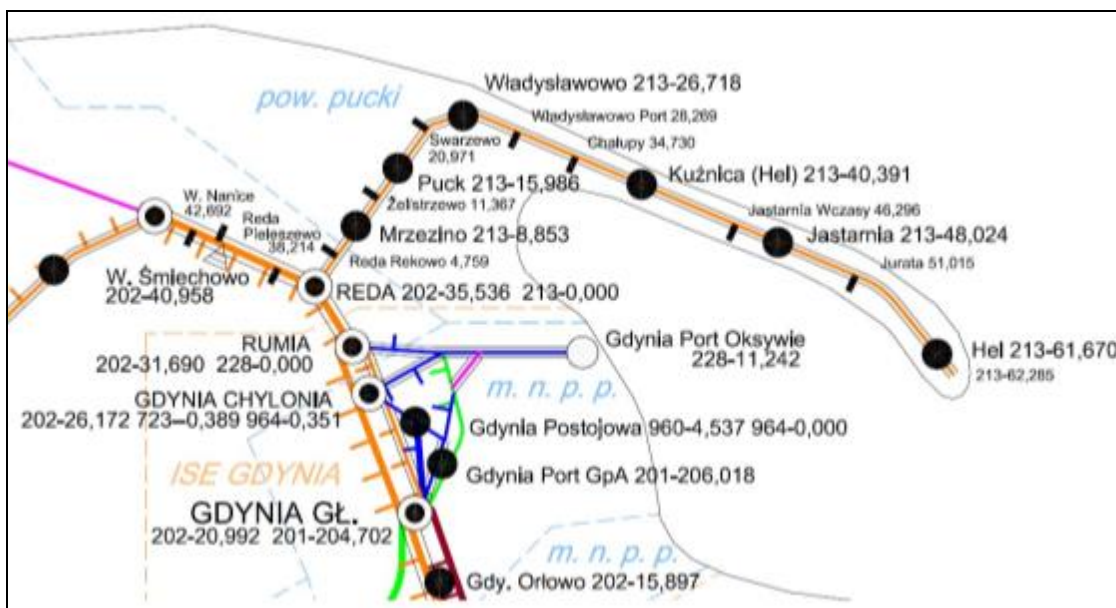 Władysławowo 213-26,718
pow. pucki
Władysławowo Port 28,269
Swarzewo
20,971
Chałupy 34,730
Puck 213-15,986
Kuźnica (Hel) 213-40,391
W. Nanice
42,692
Żelistrzewo 11,367
Jastarnia Wczasy 46,296
Reda
Pieleszewo
38,214
Mrzezino 213-8,853
Jastarnia 213-48,024
Reda Rekowo 4,759
Jurata 51,015
W. Śmiechowo
202-40,958
REDA 202-35,536 213-0,000
RUMIA
202-31,690 228-0,000
Gdynia Port Oksywie
228-11,242
Hel 213-61,670
213-62,285
m. n. p. p.
GDYNIA CHYLONIA
202-26,172 723-0,389 964-0,351
Gdynia Postojowa 960-4,537 964-0,000
ISE GDYNIA
Gdynia Port GpA 201-206,018
GDYNIA GŁ.
202-20,992 201-204,702
m. n. p. p.
Gdy. Orłowo 202-15,897